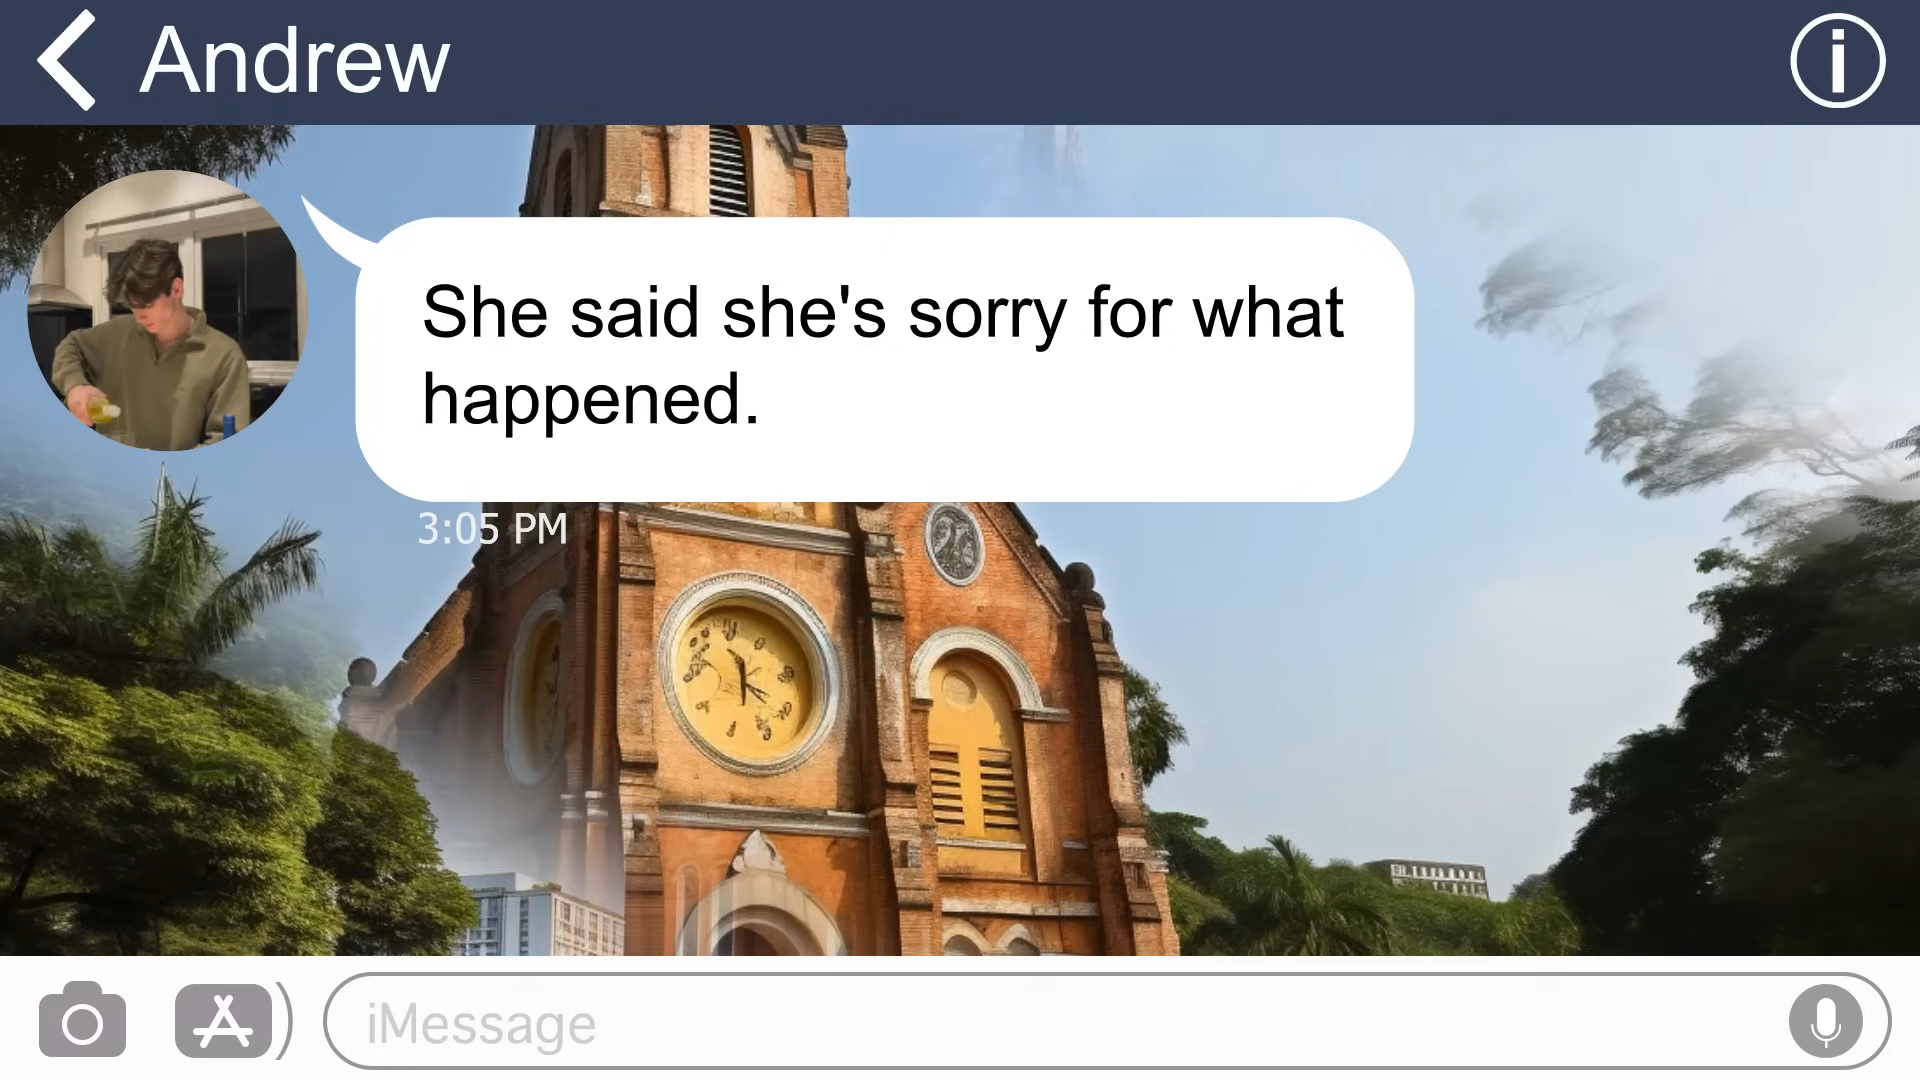 Andrew
She said she's sorry for what
happened.
3:05 PM
iMessage